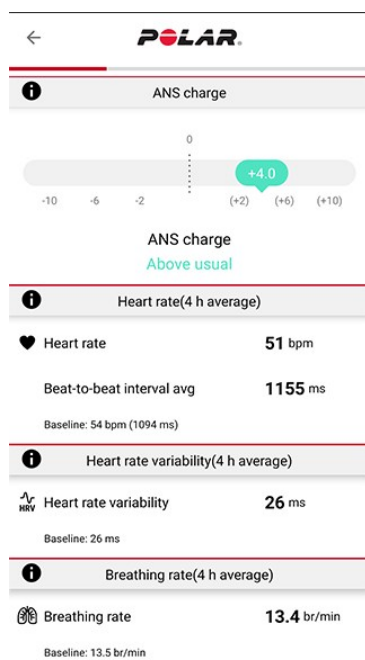 POLAR.
ANS charge
0
+4.0
-10 -6 -2 (+2) (+6) (+10)
ANS charge
Above usual
Heart rate(4 h average)
Heart rate 51 bpm
Beat-to-beat interval avg 1155 ms
Baseline: 54 bpm (1094 ms)
Heart rate variability(4 h average)
HRV Heart rate variability 26 ms
Baseline: 26 ms
Breathing rate(4 h average)
Breathing rate 13.4 br/min
Baseline: 13.5 br/min